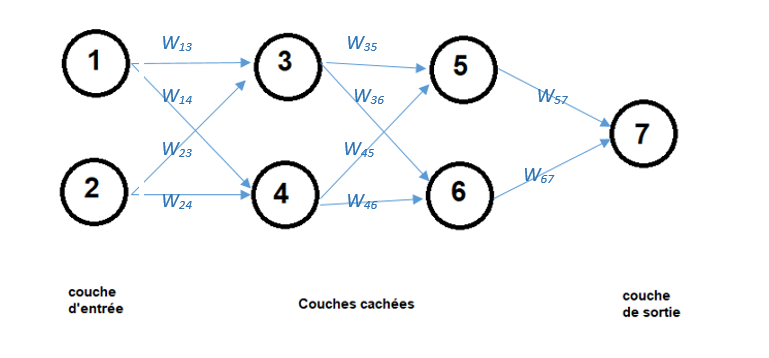 1
W13
3
W35
5
W14
W36
W57
7
W23
W45
2
W24
4
W46
6
W67
couche
d'entrée
Couches cachées
couche
de sortie